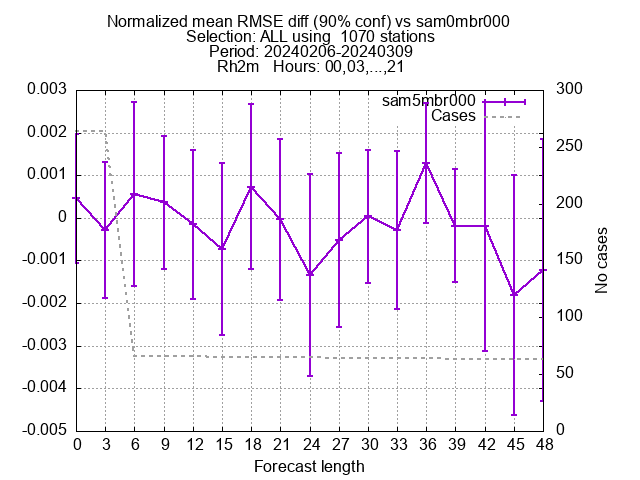 Normalized mean RMSE diff (90% conf) vs sam0mbr000
Selection: ALL using  1070 stations
Period: 20240206-20240309
Rh2m   Hours: 00,03,...,21
0.003
0.002
0.001
0
-0.001
-0.002
-0.003
-0.004
-0.005
sam5mbr000
Cases
300
250
200
150
100
50
0
No cases
0 3 6 9 12 15 18 21 24 27 30 33 36 39 42 45 48
Forecast length